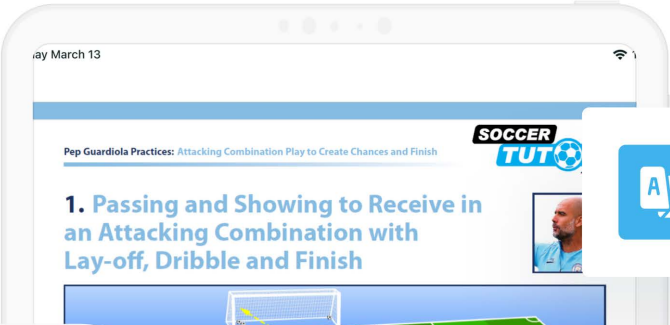 March 13
SOCCER
TUT
Pep Guardiola Practices: Attacking Combination Play to Create Chances and Finish
1. Passing and Showing to Receive in
an Attacking Combination with
Lay-off, Dribble and Finish
A